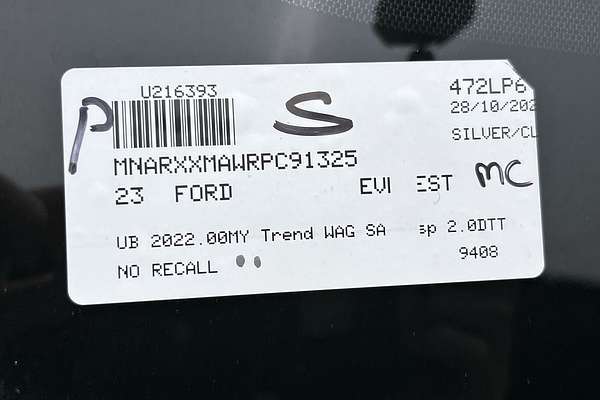 U216393
472LP6
P
S
28/10/202
SILVER/CL
MNARXXMAWRPC91325
23 FORD EVI EST MC
UB 2022.00MY Trend WAG SA sp 2.0DTT
NO RECALL 9408